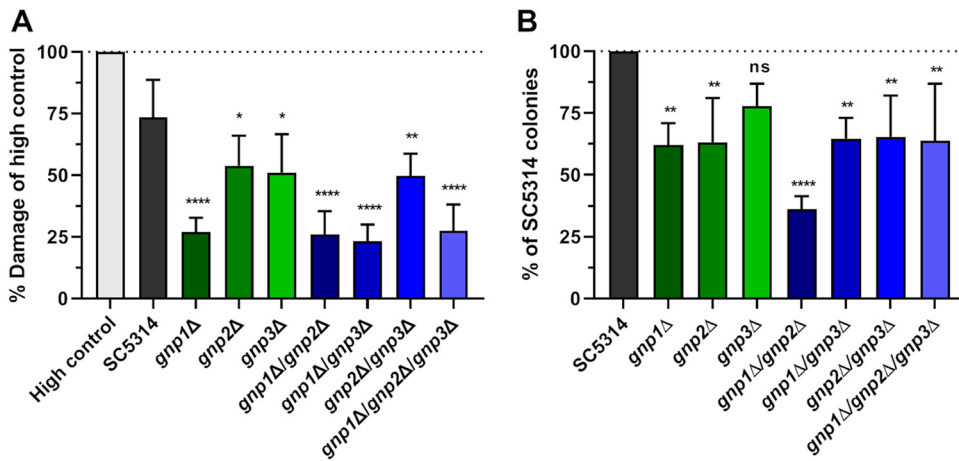 A
% Damage of high control
100
75
50
25
0
****
*
*
****
****
**
****
High control
SC5314
gnp1Δ
gnp2Δ
gnp3Δ
gnp1Δ/gnp2Δ
gnp1Δ/gnp3Δ
gnp2Δ/gnp3Δ
gnp1Δ/gnp2Δ/gnp3Δ
B
% of SC5314 colonies
100
75
50
25
0
**
**
ns
****
**
**
**
SC5314
gnp1Δ
gnp2Δ
gnp3Δ
gnp1Δ/gnp2Δ
gnp1Δ/gnp3Δ
gnp2Δ/gnp3Δ
gnp1Δ/gnp2Δ/gnp3Δ